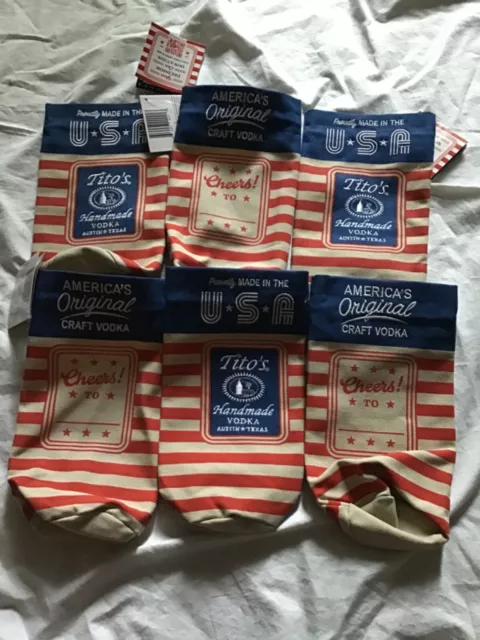 Proudly MADE IN THE
U★S★A
Tito's
Handmade
VODKA
AUSTIN ★ TEXAS
AMERICA'S
Original
CRAFT VODKA
Cheers!
TO
Proudly MADE IN THE
U★S★A
Tito's
Handmade
VODKA
AUSTIN ★ TEXAS
AMERICA'S
Original
CRAFT VODKA
Cheers!
TO
Proudly MADE IN THE
U★S★A
Tito's®
Handmade
VODKA
AUSTIN ★ TEXAS
AMERICA'S
Original
CRAFT VODKA
Cheers!
TO